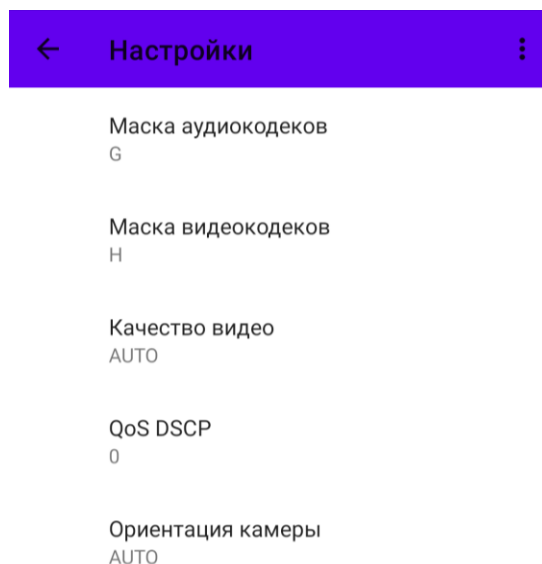 Настройки
Маска аудиокодеков
G
Маска видеокодеков
H
Качество видео
AUTO
QoS DSCP
0
Ориентация камеры
AUTO